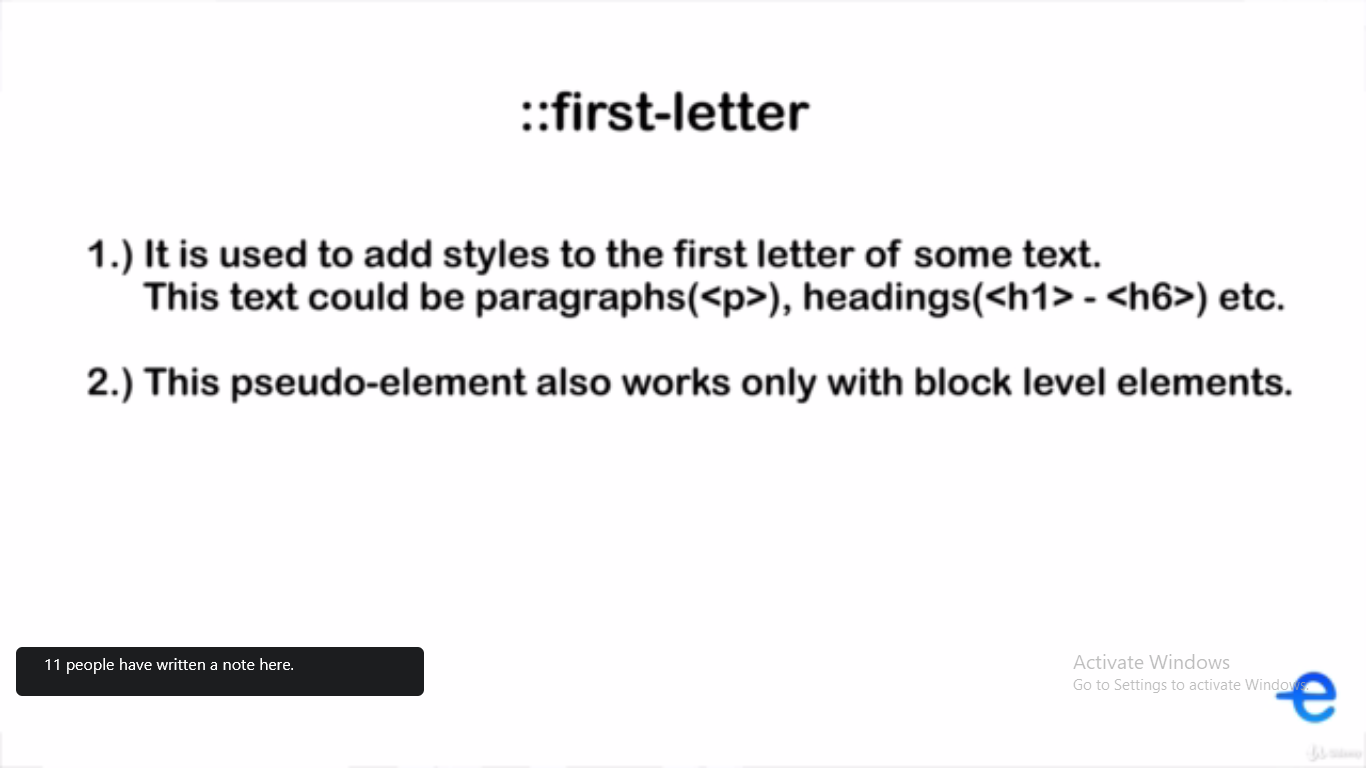 ::first-letter
1.) It is used to add styles to the first letter of some text.
This text could be paragraphs(<p>), headings(<h1> - <h6>) etc.
2.) This pseudo-element also works only with block level elements.
11 people have written a note here.
Activate Windows
Go to Settings to activate Windows.
e
Udemy